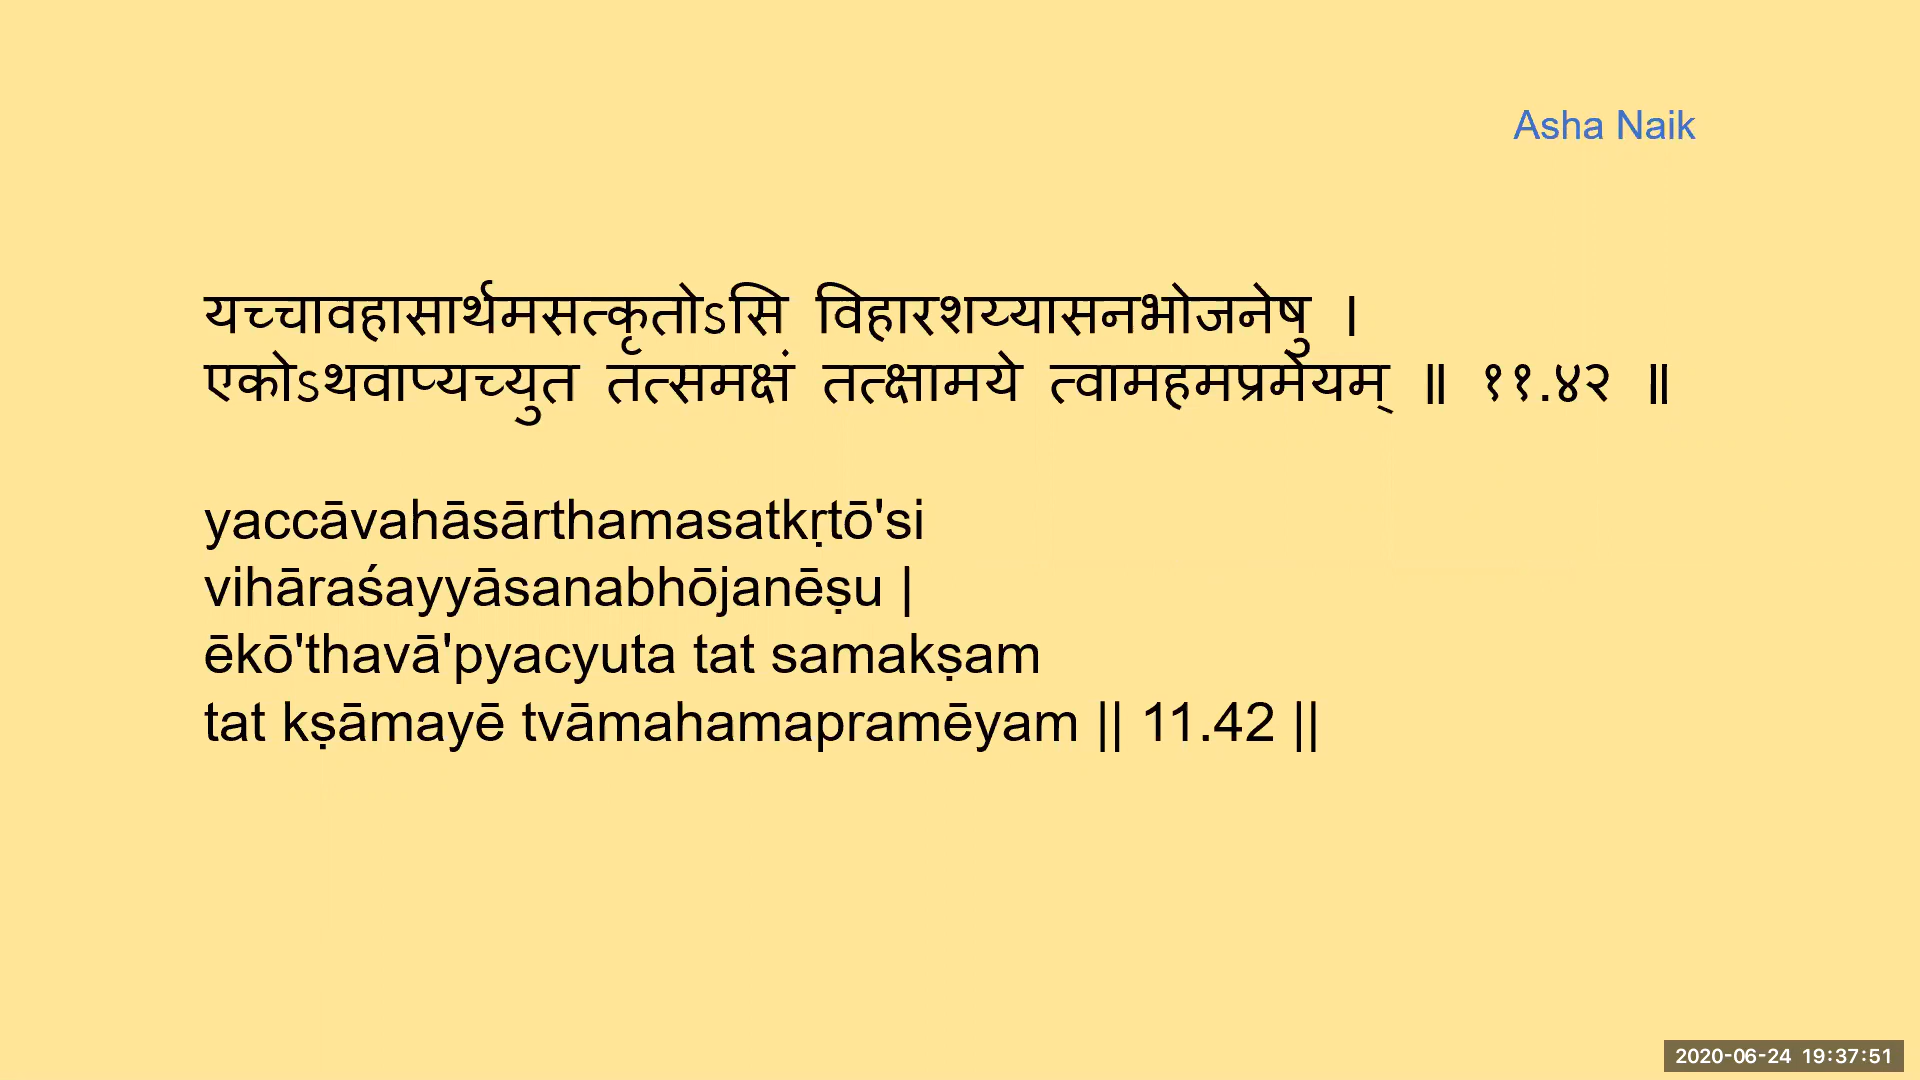 Asha Naik
यच्चावहासार्थमसत्कृतोऽसि विहारशय्यासनभोजनेषु ।
एकोऽथवाप्यच्युत तत्समक्षं तत्क्षामये त्वामहमप्रमेयम् ॥ ११.४२ ॥
yaccāvahāsārthamasatkṛtō'si
vihāraśayyāsanabhōjanēṣu |
ēkō'thavā'pyacyuta tat samakṣam
tat kṣāmayē tvāmahamapramēyam || 11.42 ||
2020-06-24 19:37:51